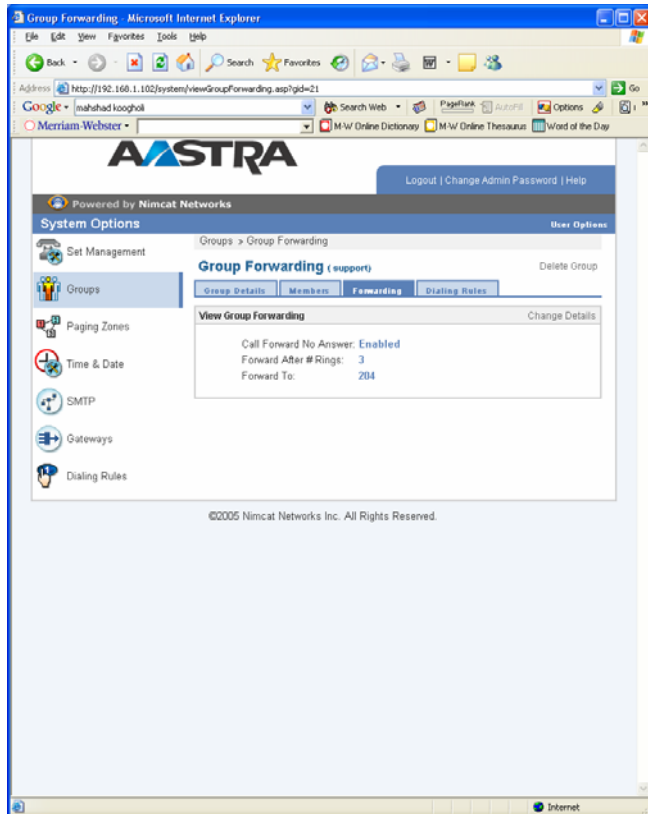 Group Forwarding - Microsoft Internet Explorer
File Edit View Favorites Tools Help
Back Search Favorites
Address http://192.168.1.102/system/viewGroupForwarding.asp?gid=21 Go
Google mahshad koogholi Search Web PageRank AutoFill Options
Merriam-Webster M-W Online Dictionary M-W Online Thesaurus Word of the Day
AASTRA
Logout | Change Admin Password | Help
Powered by Nimcat Networks
System Options User Options
Set Management
Groups
Paging Zones
Time & Date
SMTP
Gateways
Dialing Rules
Groups > Group Forwarding
Group Forwarding ( support) Delete Group
Group Details Members Forwarding Dialing Rules
View Group Forwarding Change Details
Call Forward No Answer: Enabled
Forward After # Rings: 3
Forward To: 204
©2005 Nimcat Networks Inc. All Rights Reserved.
Internet